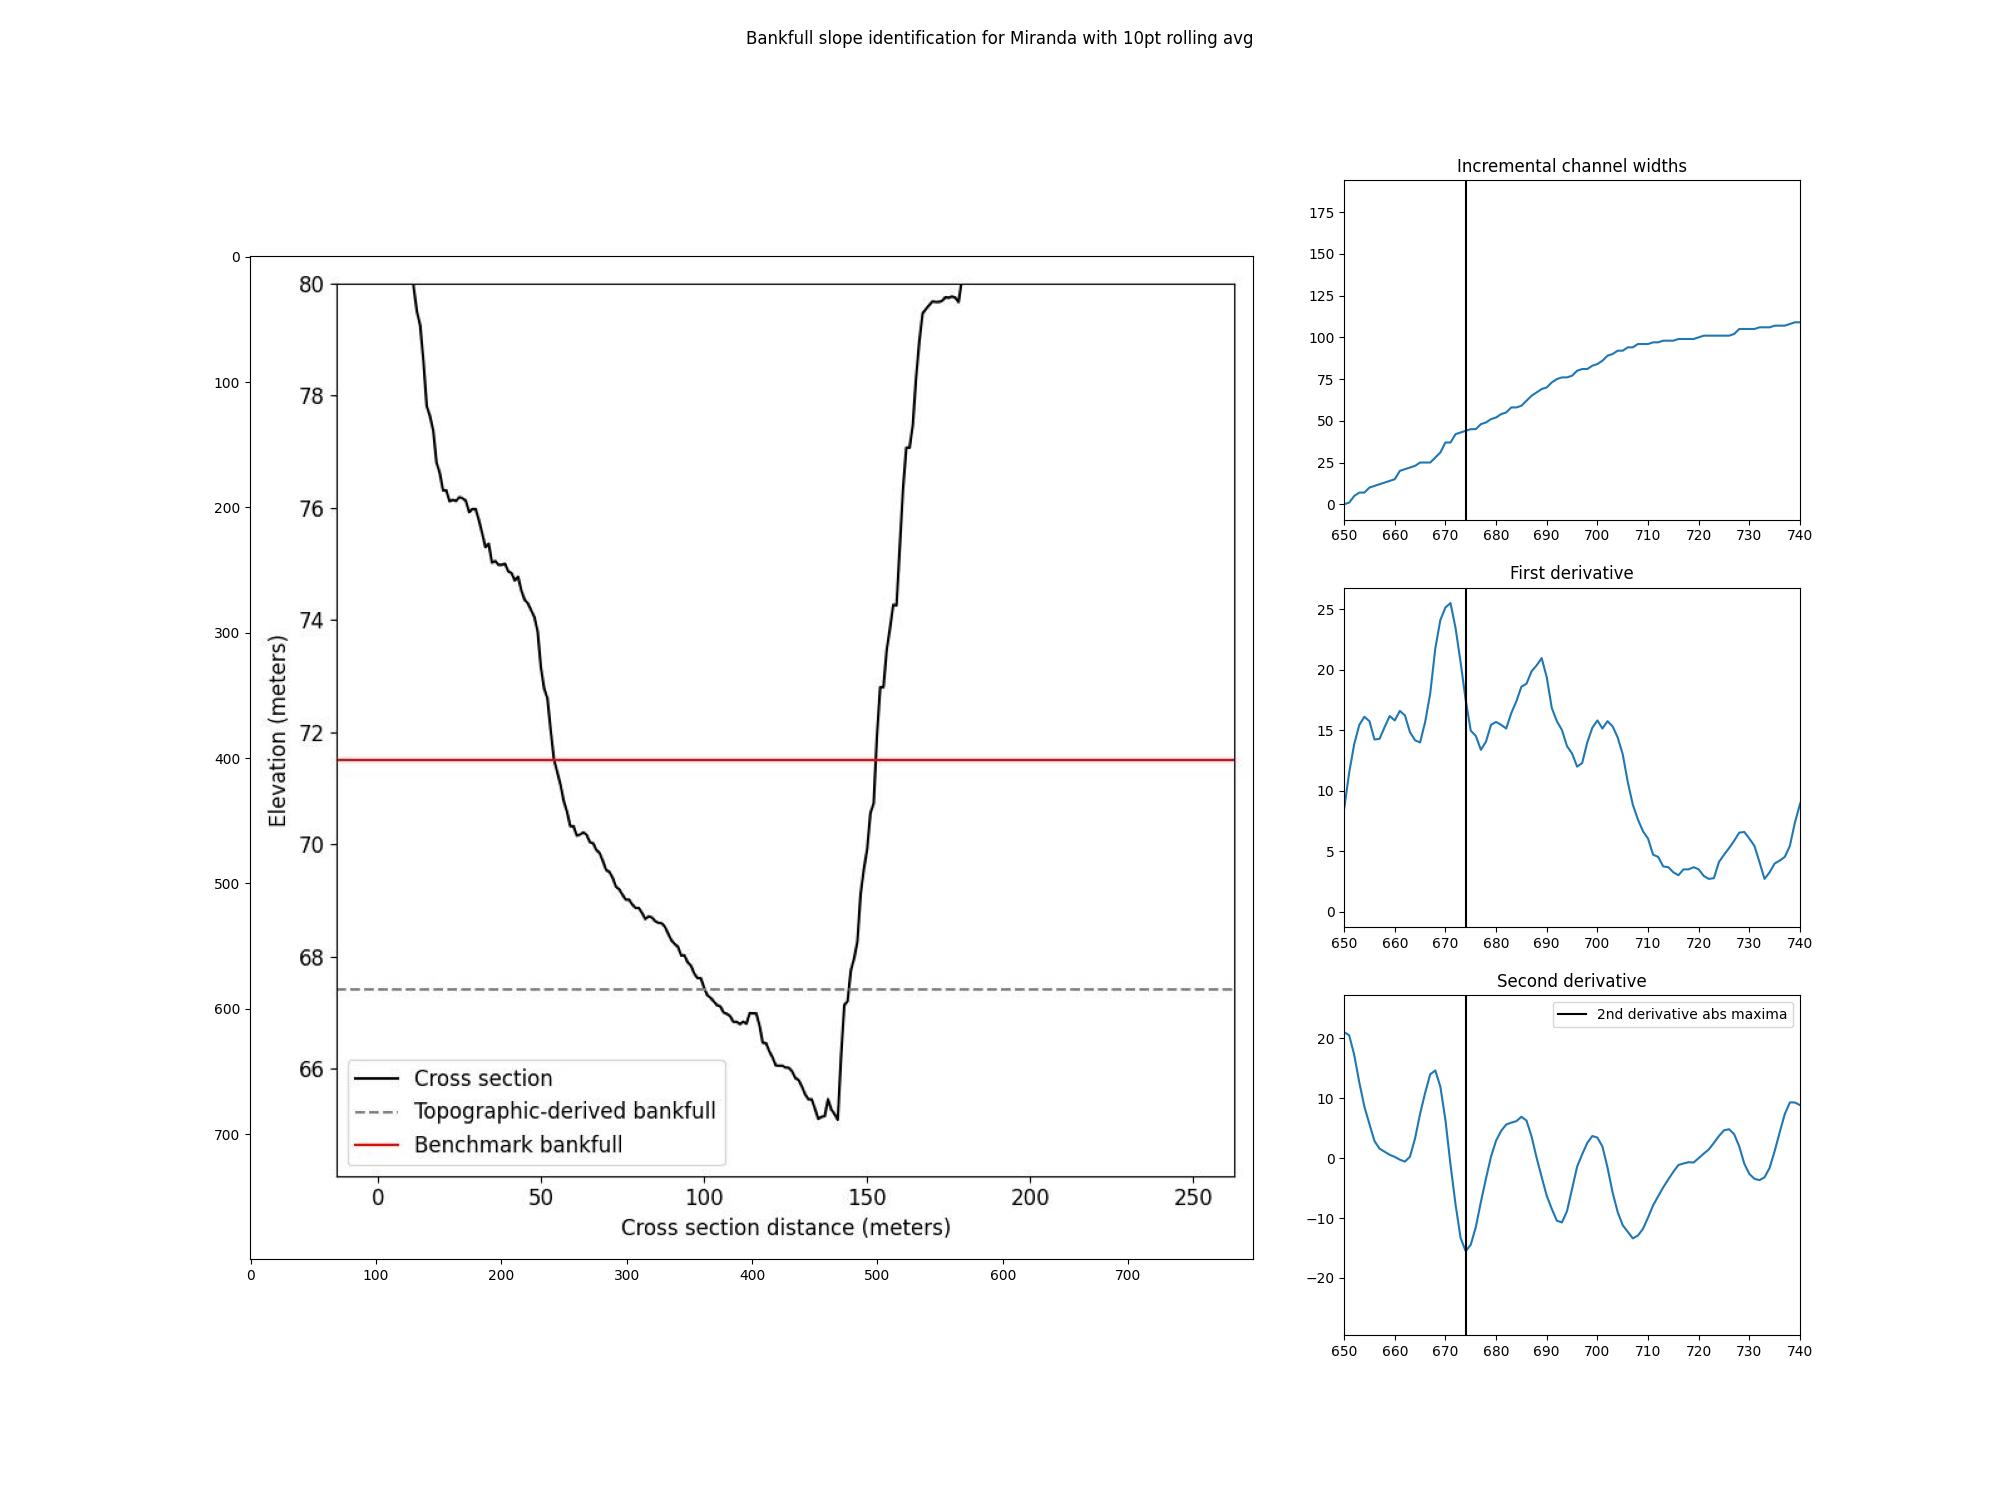 Bankfull slope identification for Miranda with 10pt rolling avg
0
100
200
300
400
500
600
700
80
78
76
74
72
70
68
66
Elevation (meters)
Cross section
Topographic-derived bankfull
Benchmark bankfull
0 50 100 150 200 250
Cross section distance (meters)
0 100 200 300 400 500 600 700
Incremental channel widths
175
150
125
100
75
50
25
0
650 660 670 680 690 700 710 720 730 740
First derivative
25
20
15
10
5
0
650 660 670 680 690 700 710 720 730 740
Second derivative
2nd derivative abs maxima
20
10
0
−10
−20
650 660 670 680 690 700 710 720 730 740